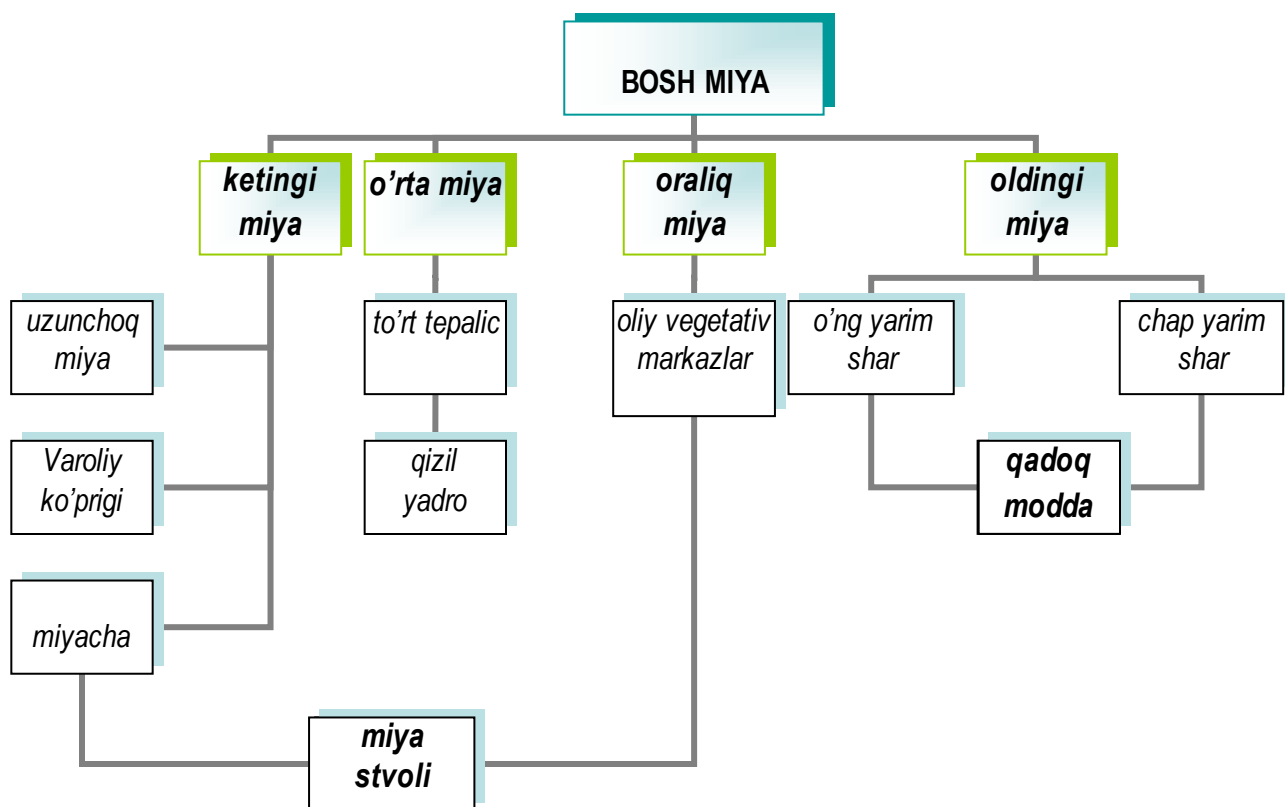 BOSH MIYA
ketingi
miya
o’rta miya
oraliq
miya
oldingi
miya
uzunchoq
miya
to’rt tepalic
oliy vegetativ
markazlar
o’ng yarim
shar
chap yarim
shar
Varoliy
ko’prigi
qizil
yadro
qadoq
modda
miyacha
miya
stvoli